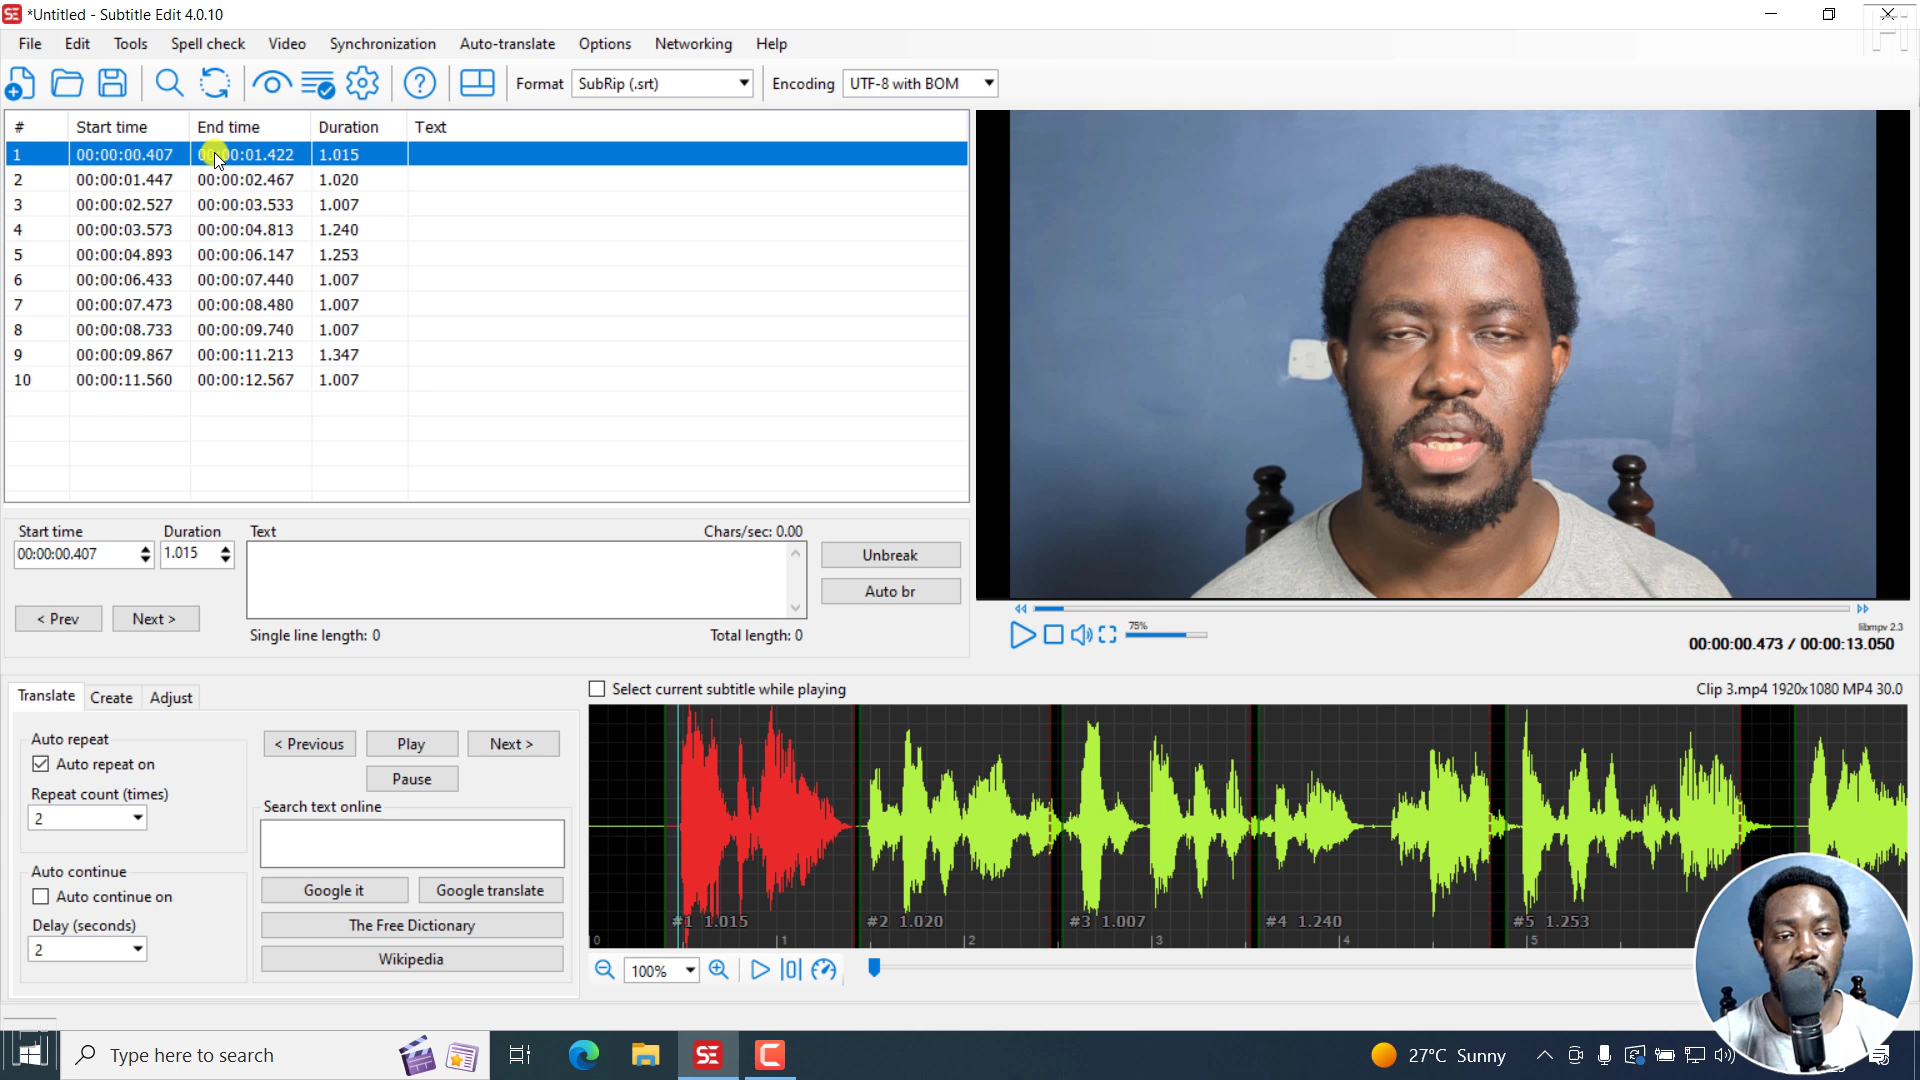 SE *Untitled - Subtitle Edit 4.0.10
File Edit Tools Spell check Video Synchronization Auto-translate Options Networking Help
Format SubRip (.srt) Encoding UTF-8 with BOM
# Start time End time Duration Text
1 00:00:00.407 00:00:01.422 1.015
2 00:00:01.447 00:00:02.467 1.020
3 00:00:02.527 00:00:03.533 1.007
4 00:00:03.573 00:00:04.813 1.240
5 00:00:04.893 00:00:06.147 1.253
6 00:00:06.433 00:00:07.440 1.007
7 00:00:07.473 00:00:08.480 1.007
8 00:00:08.733 00:00:09.740 1.007
9 00:00:09.867 00:00:11.213 1.347
10 00:00:11.560 00:00:12.567 1.007
Start time Duration Text Chars/sec: 0.00
00:00:00.407 1.015
Unbreak
Auto br
< Prev Next >
Single line length: 0 Total length: 0
75%
libmpv 2.3
00:00:00.473 / 00:00:13.050
Translate Create Adjust
Auto repeat
Auto repeat on
Repeat count (times)
2
Auto continue
Auto continue on
Delay (seconds)
2
< Previous Play Next >
Pause
Search text online
Google it Google translate
The Free Dictionary
Wikipedia
Select current subtitle while playing
Clip 3.mp4 1920x1080 MP4 30.0
#1 1.015 #2 1.020 #3 1.007 #4 1.240 #5 1.253
0 1 2 3 4 5
100%
Type here to search
SE
27°C Sunny